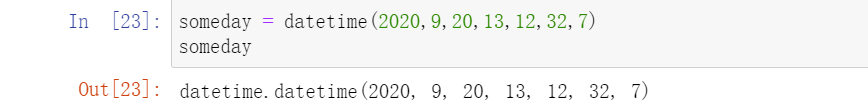 In [23]: someday = datetime(2020,9,20,13,12,32,7)
someday
Out[23]: datetime.datetime(2020, 9, 20, 13, 12, 32, 7)